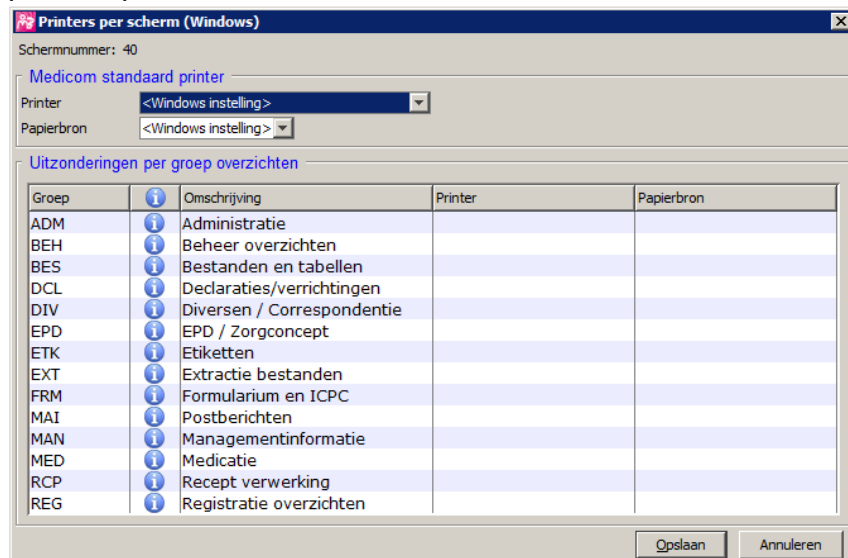 Printers per scherm (Windows)
Schermnummer: 40
Medicom standaard printer
Printer <Windows instelling>
Papierbron <Windows instelling>
Uitzonderingen per groep overzichten
Groep Omschrijving Printer Papierbron
ADM Administratie
BEH Beheer overzichten
BES Bestanden en tabellen
DCL Declaraties/verrichtingen
DIV Diversen / Correspondentie
EPD EPD / Zorgconcept
ETK Etiketten
EXT Extractie bestanden
FRM Formularium en ICPC
MAI Postberichten
MAN Managementinformatie
MED Medicatie
RCP Recept verwerking
REG Registratie overzichten
Opslaan Annuleren